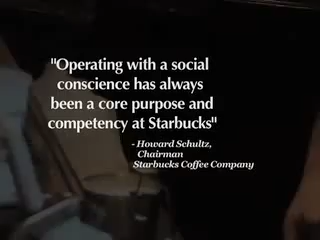 "Operating with a social
conscience has always
been a core purpose and
competency at Starbucks"
- Howard Schultz,
Chairman
Starbucks Coffee Company